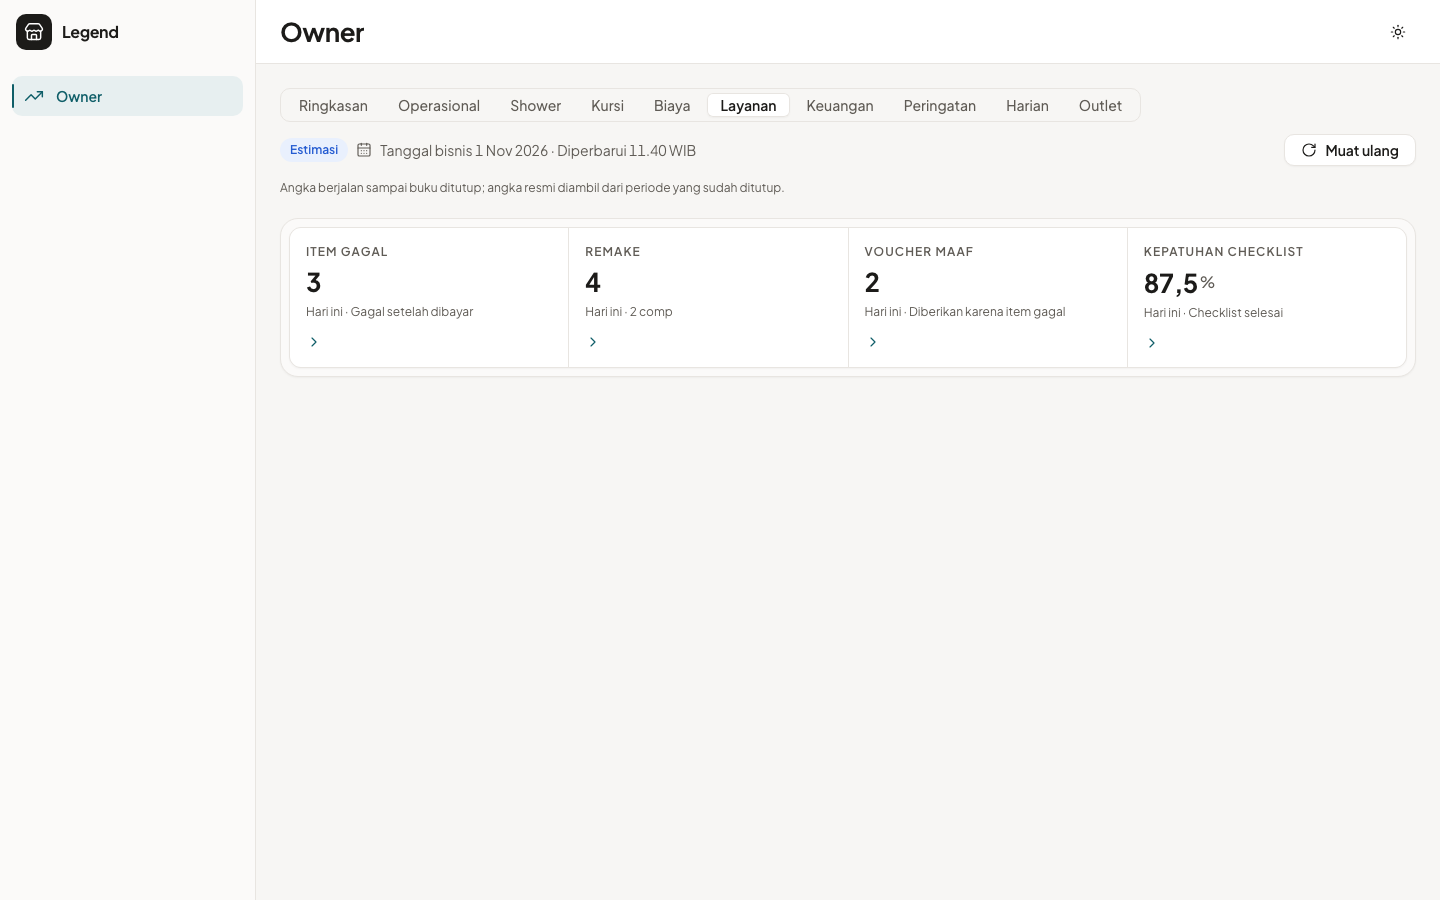 Legend
Owner
Owner
Ringkasan Operasional Shower Kursi Biaya Layanan Keuangan Peringatan Harian Outlet
Estimasi Tanggal bisnis 1 Nov 2026 · Diperbarui 11.40 WIB Muat ulang
Angka berjalan sampai buku ditutup; angka resmi diambil dari periode yang sudah ditutup.
ITEM GAGAL
3
Hari ini · Gagal setelah dibayar
REMAKE
4
Hari ini · 2 comp
VOUCHER MAAF
2
Hari ini · Diberikan karena item gagal
KEPATUHAN CHECKLIST
87,5%
Hari ini · Checklist selesai